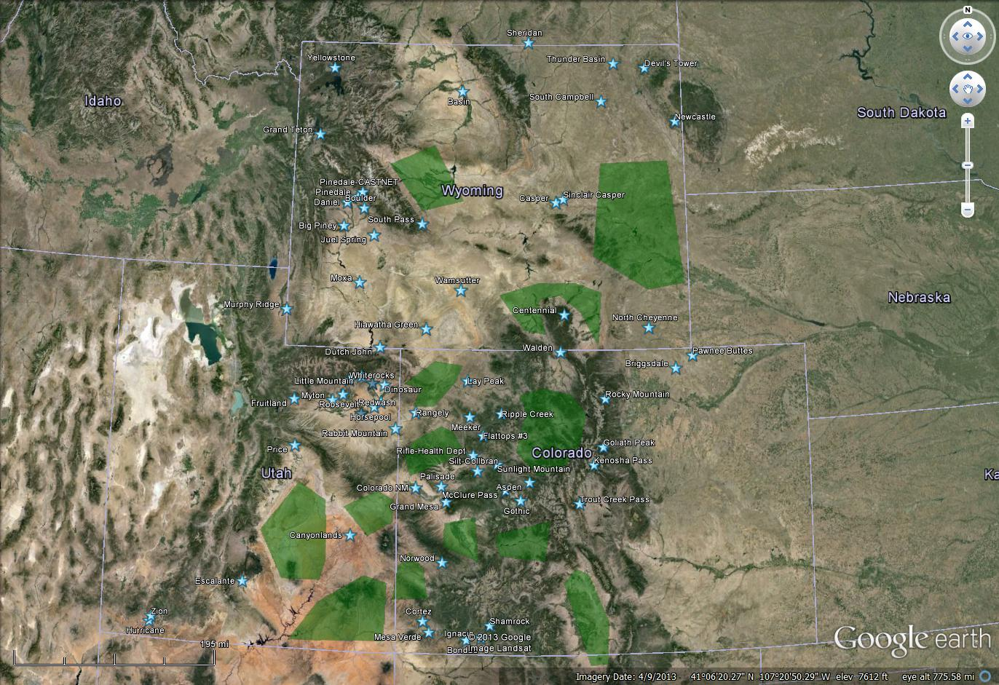 N
Sheridan
Yellowstone
Thunder Basin
Devil's Tower
Idaho
Basin
South Campbell
South Dakota
Newcastle
Grand Teton
Pinedale-CASTNET
Wyoming
Pinedale
Boulder
Daniel
Casper
Sinclair Casper
South Pass
Big Piney
Juel Spring
Moxa
Wamsutter
Nebraska
Murphy Ridge
Centennial
North Cheyenne
Hiawatha Green
Dutch John
Walden
Pawnee Buttes
Briggsdale
Whiterocks
Little Mountain
Lay Peak
Dinosaur
Myton
Rocky Mountain
Fruitland
Roosevelt
Redwash
Horsepool
Rangely
Ripple Creek
Meeker
Rabbit Mountain
Flattops #3
Goliath Peak
Price
Rifle-Health Dept
Colorado
Silt-Collbran
Kenosha Pass
Utah
Sunlight Mountain
Ka
Palisade
Colorado NM
Aspen
McClure Pass
Grand Mesa
Trout Creek Pass
Gothic
Canyonlands
Norwood
Escalante
Zion
Cortez
Shamrock
Hurricane
Mesa Verde
© 2013 Google
Image Landsat
195 mi
Google earth
Imagery Date: 4/9/2013 41°06'20.27" N 107°20'50.29" W elev 7612 ft eye alt 775.58 mi